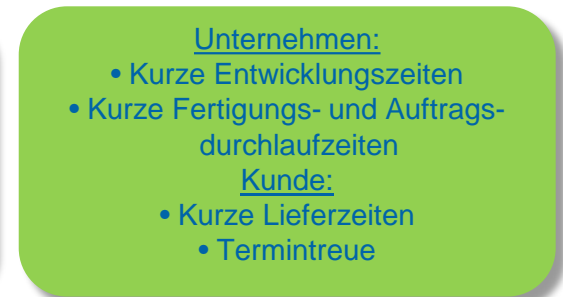 Unternehmen:
• Kurze Entwicklungszeiten
• Kurze Fertigungs- und Auftrags-
durchlaufzeiten
Kunde:
• Kurze Lieferzeiten
• Termintreue